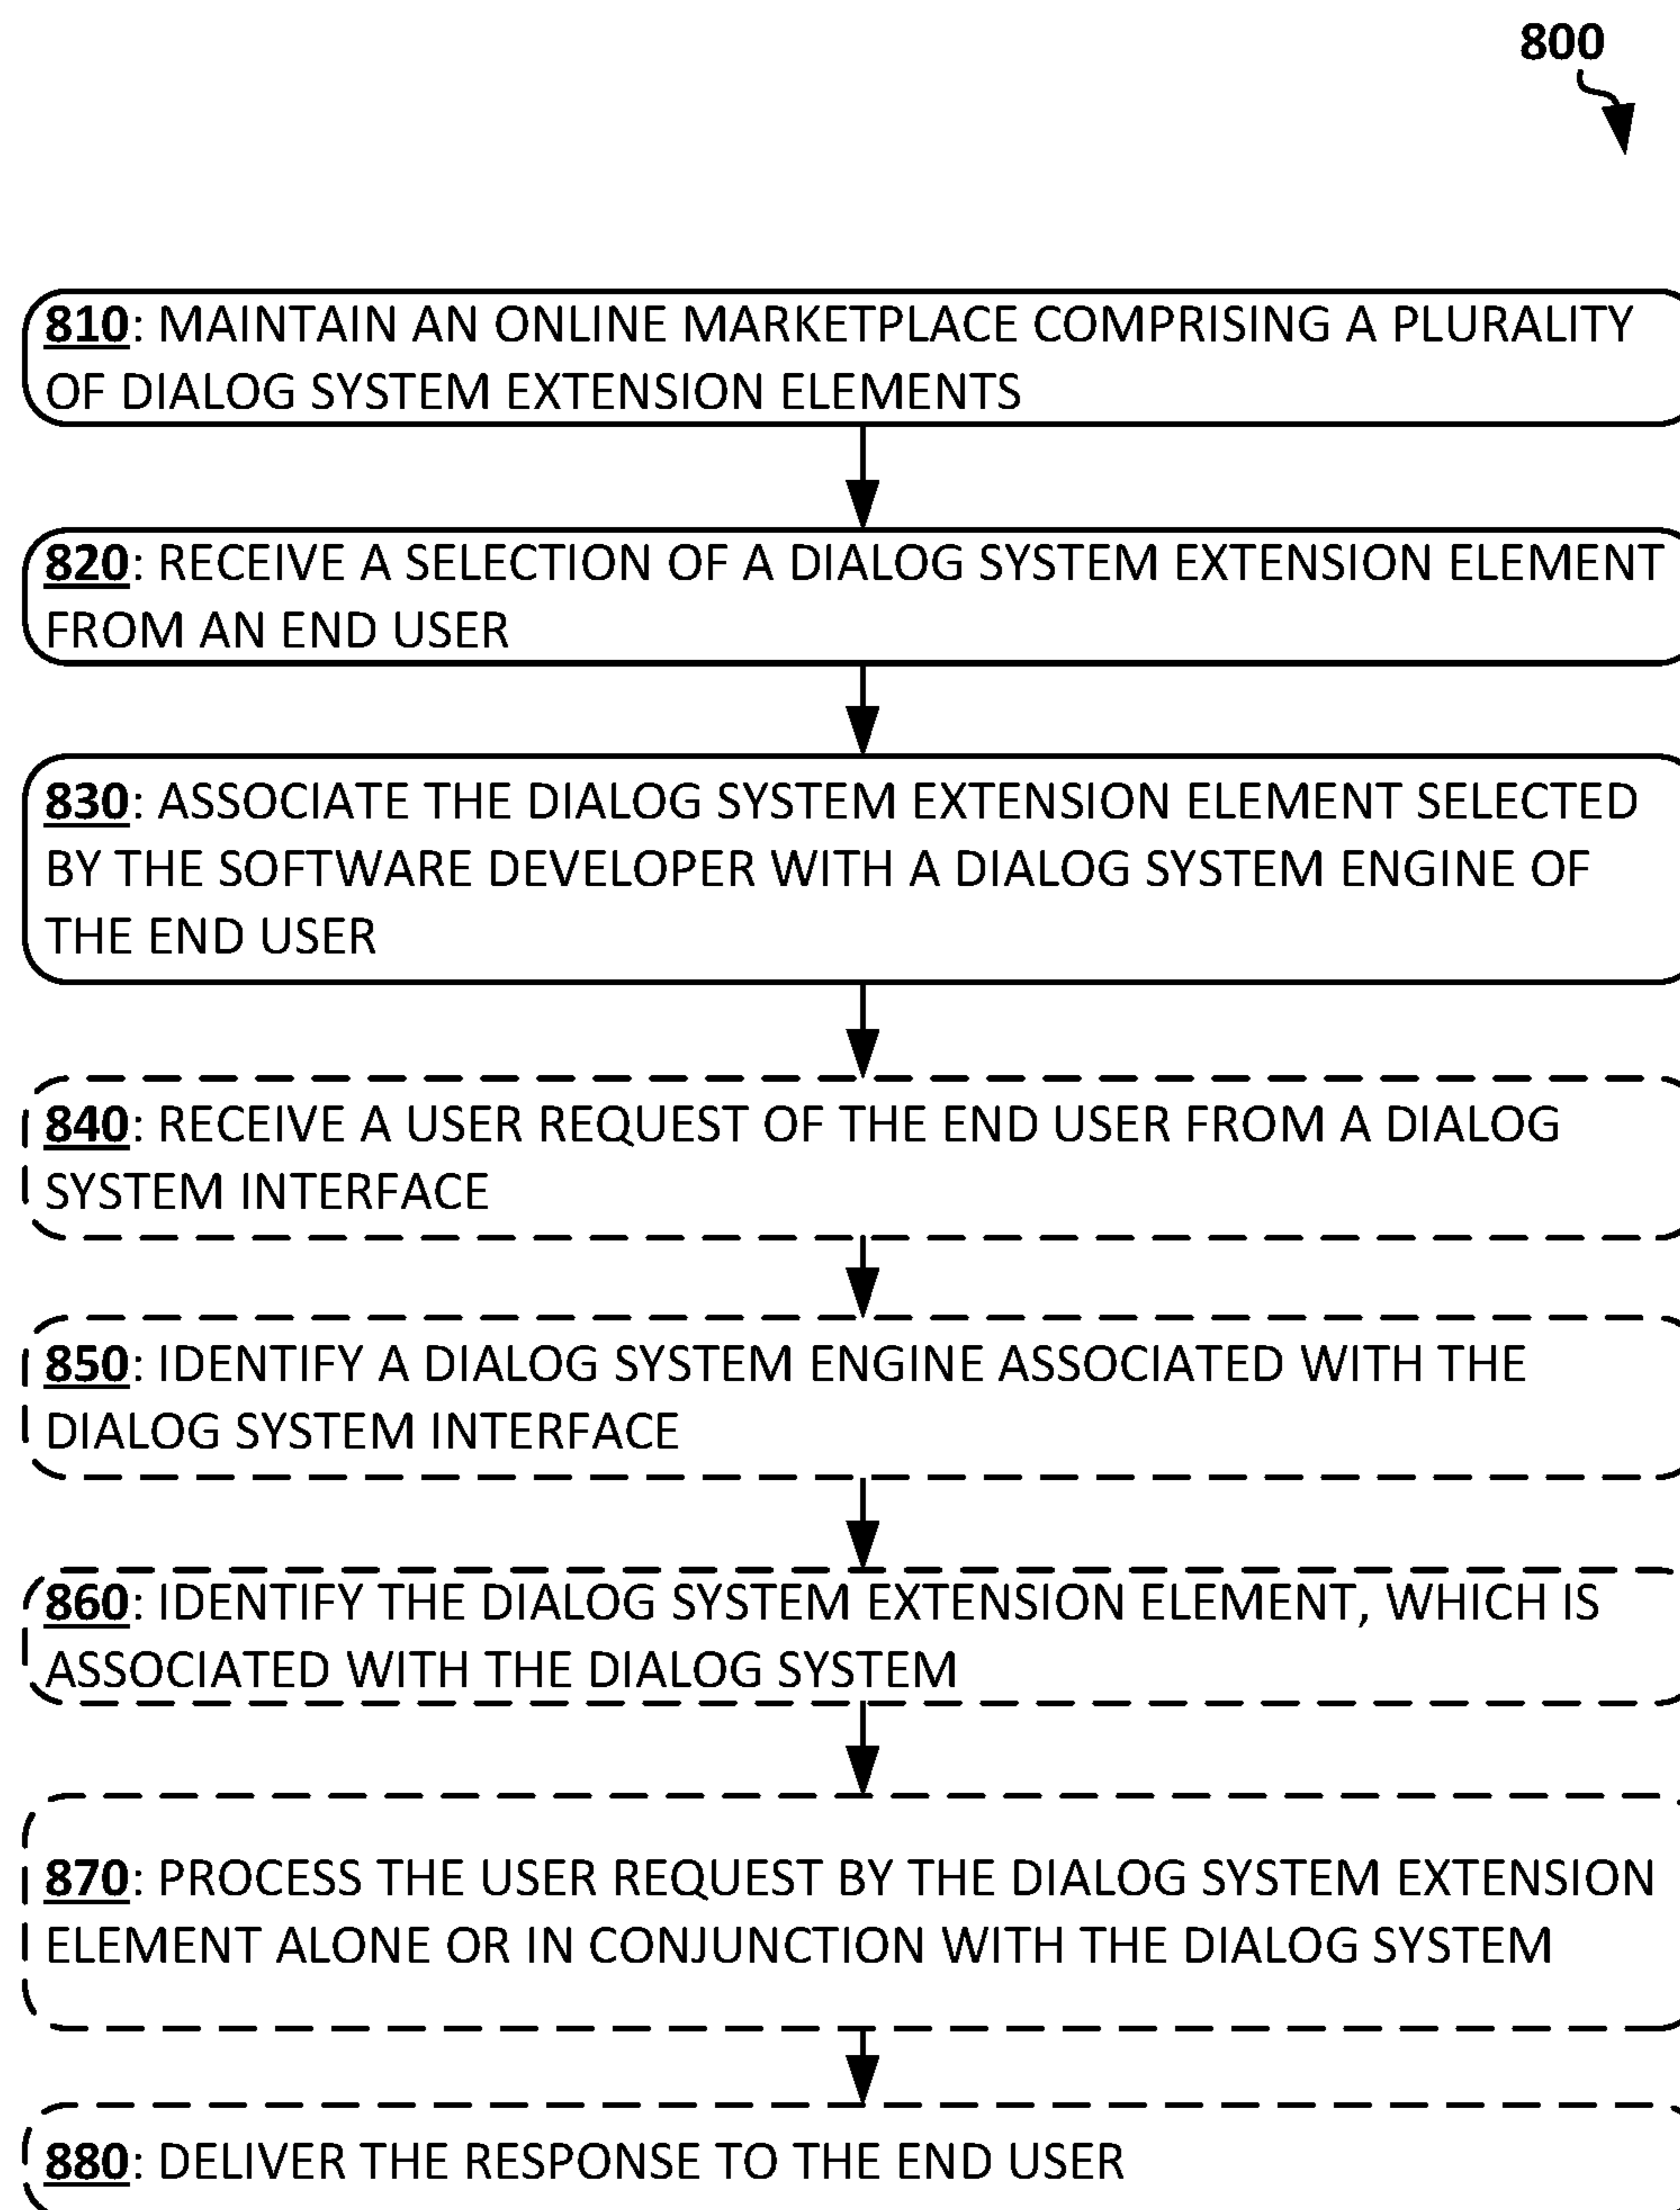 800
810: MAINTAIN AN ONLINE MARKETPLACE COMPRISING A PLURALITY
OF DIALOG SYSTEM EXTENSION ELEMENTS
820: RECEIVE A SELECTION OF A DIALOG SYSTEM EXTENSION ELEMENT
FROM AN END USER
830: ASSOCIATE THE DIALOG SYSTEM EXTENSION ELEMENT SELECTED
BY THE SOFTWARE DEVELOPER WITH A DIALOG SYSTEM ENGINE OF
THE END USER
840: RECEIVE A USER REQUEST OF THE END USER FROM A DIALOG
SYSTEM INTERFACE
850: IDENTIFY A DIALOG SYSTEM ENGINE ASSOCIATED WITH THE
DIALOG SYSTEM INTERFACE
860: IDENTIFY THE DIALOG SYSTEM EXTENSION ELEMENT, WHICH IS
ASSOCIATED WITH THE DIALOG SYSTEM
870: PROCESS THE USER REQUEST BY THE DIALOG SYSTEM EXTENSION
ELEMENT ALONE OR IN CONJUNCTION WITH THE DIALOG SYSTEM
880: DELIVER THE RESPONSE TO THE END USER